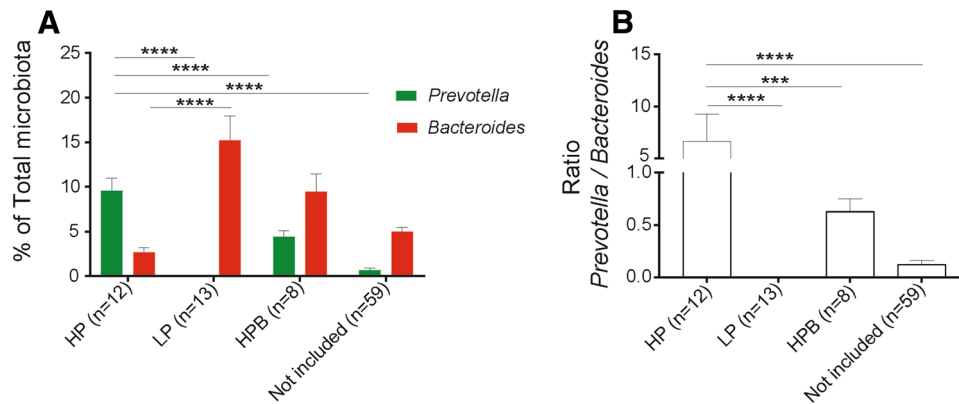 A
% of Total microbiota
25
20
15
10
5
0
****
****
****
****
Prevotella
Bacteroides
HP (n=12)
LP (n=13)
HPB (n=8)
Not included (n=59)
B
Ratio
Prevotella / Bacteroides
15
10
5
1.0
0.5
0.0
****
***
****
HP (n=12)
LP (n=13)
HPB (n=8)
Not included (n=59)